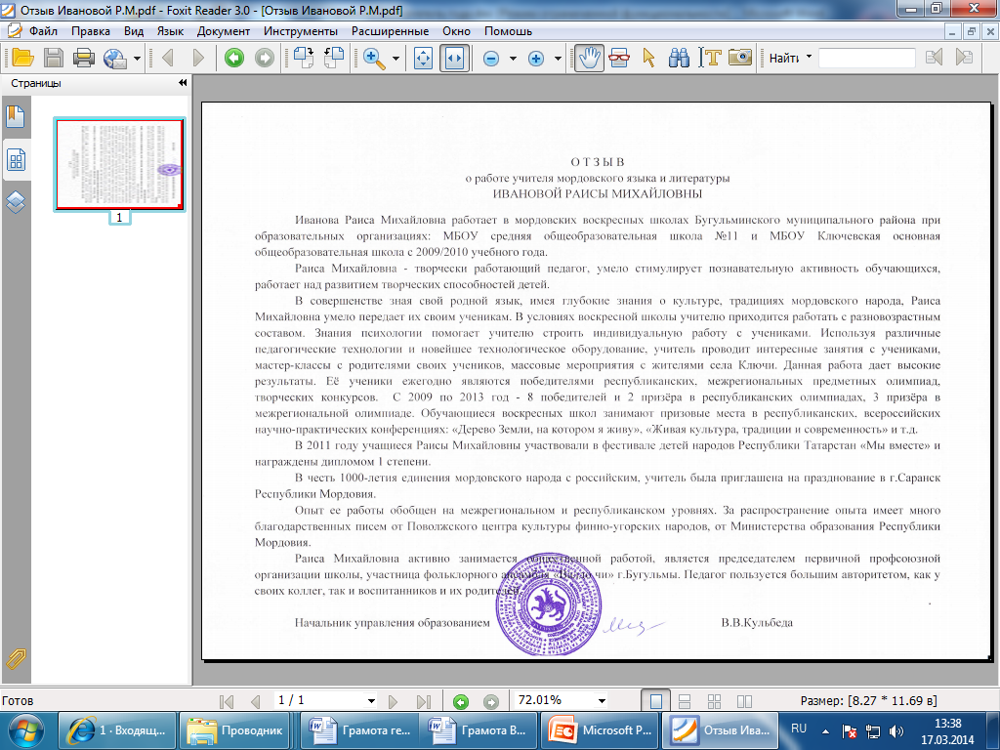 Отзыв Ивановой Р.М.pdf - Foxit Reader 3.0 - [Отзыв Ивановой Р.М.pdf]
Файл Правка Вид Язык Документ Инструменты Расширенные Окно Помощь
Найти
Страницы
1
О Т З Ы В
о работе учителя мордовского языка и литературы
ИВАНОВОЙ РАИСЫ МИХАЙЛОВНЫ
Иванова Раиса Михайловна работает в мордовских воскресных школах Бугульминского муниципального района при
образовательных организациях: МБОУ средняя общеобразовательная школа №11 и МБОУ Ключевская основная
общеобразовательная школа с 2009/2010 учебного года.
Раиса Михайловна - творчески работающий педагог, умело стимулирует познавательную активность обучающихся,
работает над развитием творческих способностей детей.
В совершенстве зная свой родной язык, имея глубокие знания о культуре, традициях мордовского народа, Раиса
Михайловна умело передает их своим ученикам. В условиях воскресной школы учителю приходится работать с разновозрастным
составом. Знания психологии помогает учителю строить индивидуальную работу с учениками. Используя различные
педагогические технологии и новейшее технологическое оборудование, учитель проводит интересные занятия с учениками,
мастер-классы с родителями своих учеников, массовые мероприятия с жителями села Ключи. Данная работа дает высокие
результаты. Её ученики ежегодно являются победителями республиканских, межрегиональных предметных олимпиад,
творческих конкурсов. С 2009 по 2013 год - 8 победителей и 2 призёра в республиканских олимпиадах, 3 призёра в
межрегиональной олимпиаде. Обучающиеся воскресных школ занимают призовые места в республиканских, всероссийских
научно-практических конференциях: «Дерево Земли, на котором я живу», «Живая культура, традиции и современность» и т.д.
В 2011 году учащиеся Раисы Михайловны участвовали в фестивале детей народов Республики Татарстан «Мы вместе» и
награждены дипломом 1 степени.
В честь 1000-летия единения мордовского народа с российским, учитель была приглашена на празднование в г.Саранск
Республики Мордовия.
Опыт ее работы обобщен на межрегиональном и республиканском уровнях. За распространение опыта имеет много
благодарственных писем от Поволжского центра культуры финно-угорских народов, от Министерства образования Республики
Мордовия.
Раиса Михайловна активно занимается общественной работой, является председателем первичной профсоюзной
организации школы, участница фольклорного ансамбля чи» г.Бугульмы. Педагог пользуется большим авторитетом, как у
своих коллег, так и воспитанников и их родителей.
Начальник управления образованием В.В.Кульбеда
Готов 1 / 1 72.01% Размер: [8.27 * 11.69 в]
1 · Входящ... Проводник Грамота ге... Грамота В... Microsoft P... Отзыв Ива... RU 13:38
17.03.2014